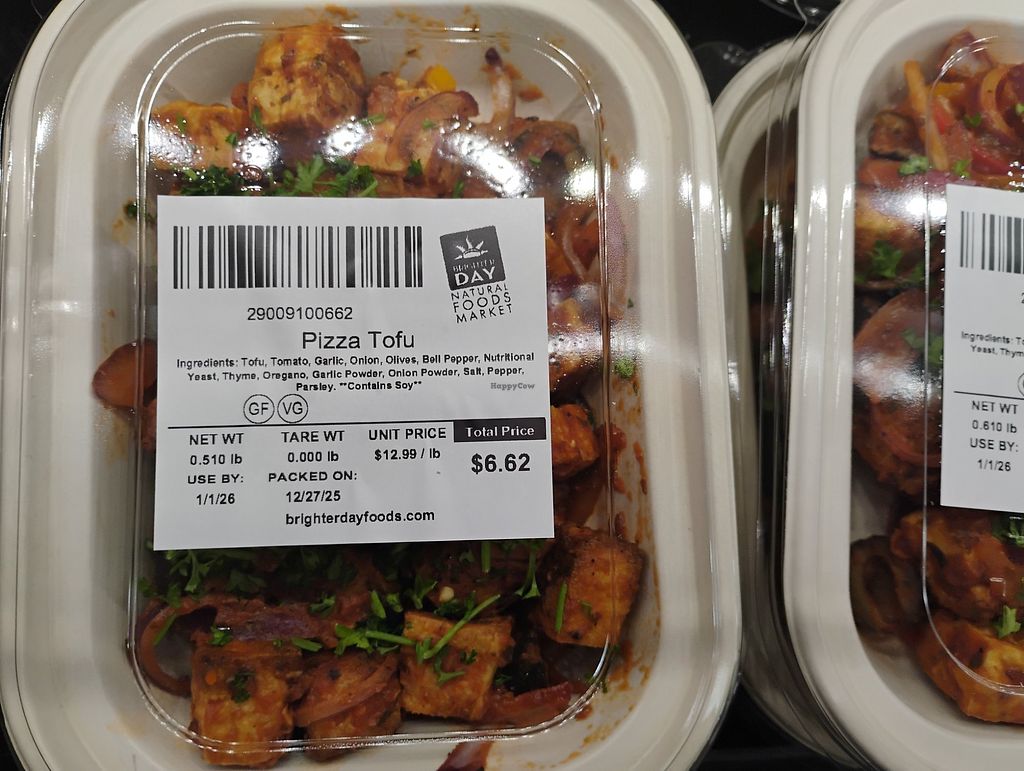 BRIGHTER
DAY
NATURAL
FOODS
MARKET
29009100662
Pizza Tofu
Ingredients: Tofu, Tomato, Garlic, Onion, Olives, Bell Pepper, Nutritional
Yeast, Thyme, Oregano, Garlic Powder, Onion Powder, Salt, Pepper,
Parsley. **Contains Soy**
HappyCow
GF VG
NET WT TARE WT UNIT PRICE Total Price
0.510 lb 0.000 lb $12.99 / lb $6.62
USE BY: PACKED ON:
1/1/26 12/27/25
brighterdayfoods.com
2
Ingredients: To
Yeast, Thyme
NET WT
0.610 lb
USE BY:
1/1/26